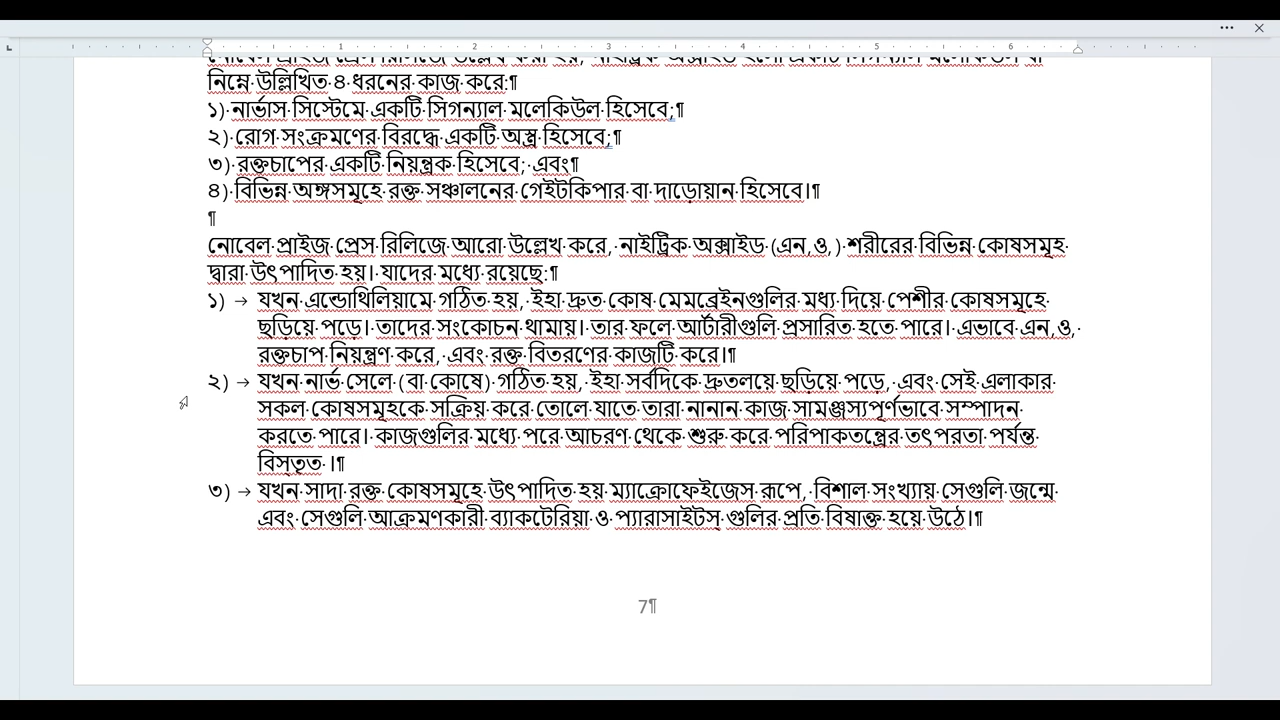 নিম্নে উল্লিখিত ৪ ধরনের কাজ করে:
১) নার্ভাস সিস্টেমে একটি সিগন্যাল মলেকিউল হিসেবে;
২) রোগ সংক্রমণের বিরদ্ধে একটি অস্ত্র হিসেবে;
৩) রক্তচাপের একটি নিয়ন্ত্রক হিসেবে; এবং
৪) বিভিন্ন অঙ্গসমূহে রক্ত সঞ্চালনের গেইটকিপার বা দাড়োয়ান হিসেবে।
নোবেল প্রাইজ প্রেস রিলিজে আরো উল্লেখ করে, নাইট্রিক অক্সাইড (এন,ও,) শরীরের বিভিন্ন কোষসমূহ
দ্বারা উৎপাদিত হয়। যাদের মধ্যে রয়েছে:
১) যখন এন্ডোথিলিয়ামে গঠিত হয়, ইহা দ্রুত কোষ মেমব্রেইনগুলির মধ্য দিয়ে পেশীর কোষসমূহে
ছড়িয়ে পড়ে। তাদের সংকোচন থামায়। তার ফলে আর্টারীগুলি প্রসারিত হতে পারে। এভাবে এন,ও,
রক্তচাপ নিয়ন্ত্রণ করে, এবং রক্ত বিতরণের কাজটি করে।
২) যখন নার্ভ সেলে (বা কোষে) গঠিত হয়, ইহা সর্বদিকে দ্রুতলয়ে ছড়িয়ে পড়ে, এবং সেই এলাকার
সকল কোষসমূহকে সক্রিয় করে তোলে যাতে তারা নানান কাজ সামঞ্জস্যপূর্ণভাবে সম্পাদন
করতে পারে। কাজগুলির মধ্যে পরে আচরণ থেকে শুরু করে পরিপাকতন্ত্রের তৎপরতা পর্যন্ত
বিস্তৃত ।
৩) যখন সাদা রক্ত কোষসমূহে উৎপাদিত হয় ম্যাক্রোফেইজেস রূপে, বিশাল সংখ্যায় সেগুলি জন্মে
এবং সেগুলি আক্রমণকারী ব্যাকটেরিয়া ও প্যারাসাইটস্ গুলির প্রতি বিষাক্ত হয়ে উঠে।
7